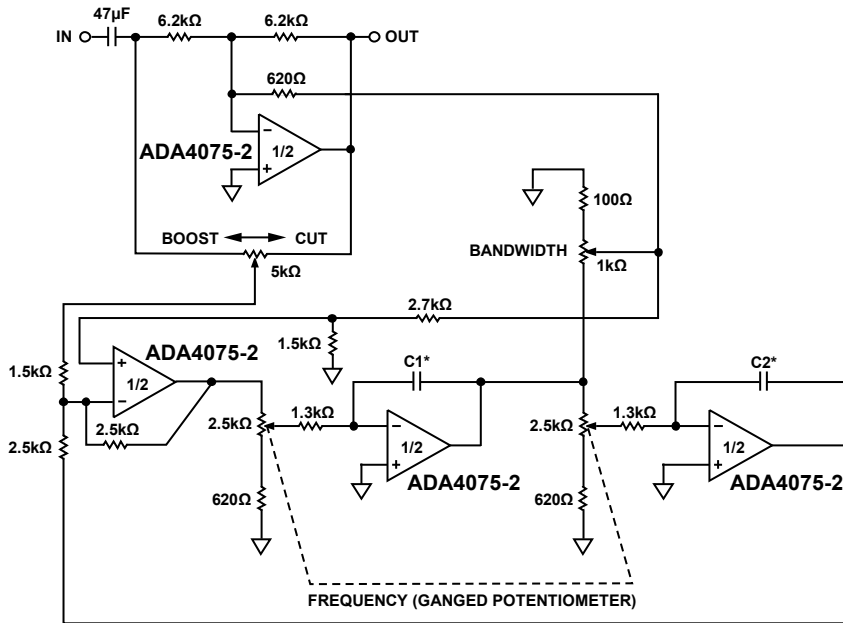 47µF
6.2kΩ
6.2kΩ
IN
OUT
620Ω
–
1/2
+
ADA4075-2
100Ω
BOOST
CUT
BANDWIDTH
1kΩ
5kΩ
2.7kΩ
ADA4075-2
1.5kΩ
C1*
C2*
1.5kΩ
+
1/2
–
2.5kΩ
2.5kΩ
2.5kΩ
1.3kΩ
–
1/2
+
2.5kΩ
1.3kΩ
–
1/2
+
ADA4075-2
ADA4075-2
620Ω
620Ω
FREQUENCY (GANGED POTENTIOMETER)